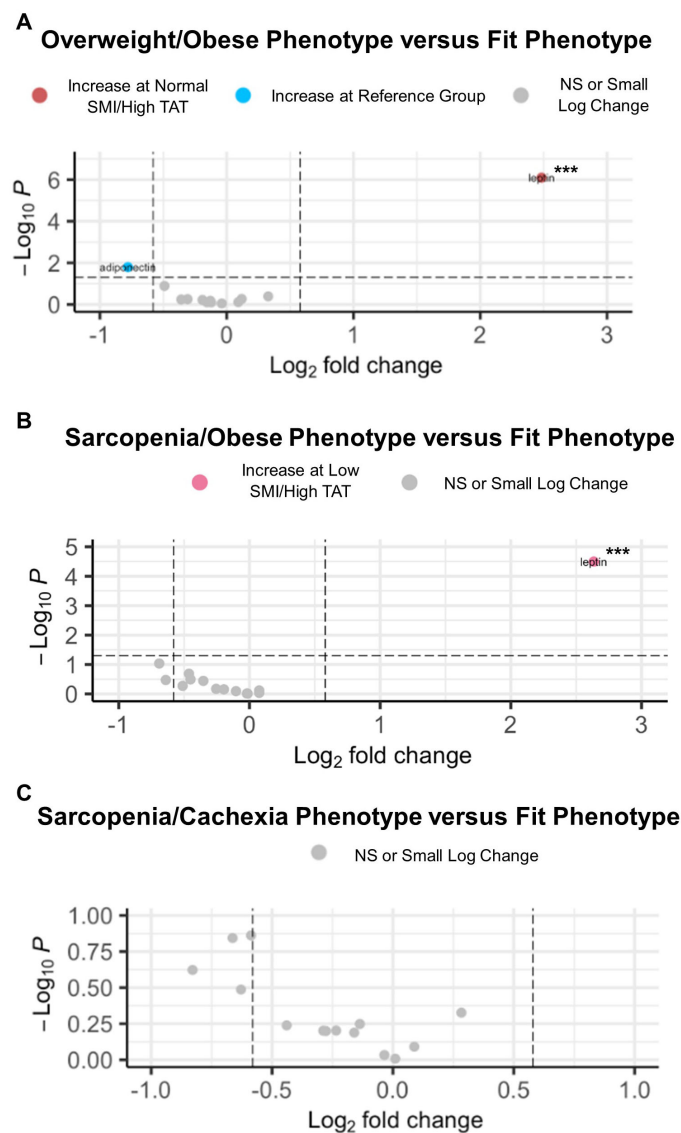 A
Overweight/Obese Phenotype versus Fit Phenotype
Increase at Normal
SMI/High TAT
Increase at Reference Group
NS or Small
Log Change
−Log10 P
6
4
2
0
leptin
***
adiponectin
-1
0
1
2
3
Log2 fold change
B
Sarcopenia/Obese Phenotype versus Fit Phenotype
Increase at Low
SMI/High TAT
NS or Small Log Change
−Log10 P
5
4
3
2
1
0
leptin
***
-1
0
1
2
3
Log2 fold change
C
Sarcopenia/Cachexia Phenotype versus Fit Phenotype
NS or Small Log Change
−Log10 P
1.00
0.75
0.50
0.25
0.00
-1.0
-0.5
0.0
0.5
1.0
Log2 fold change